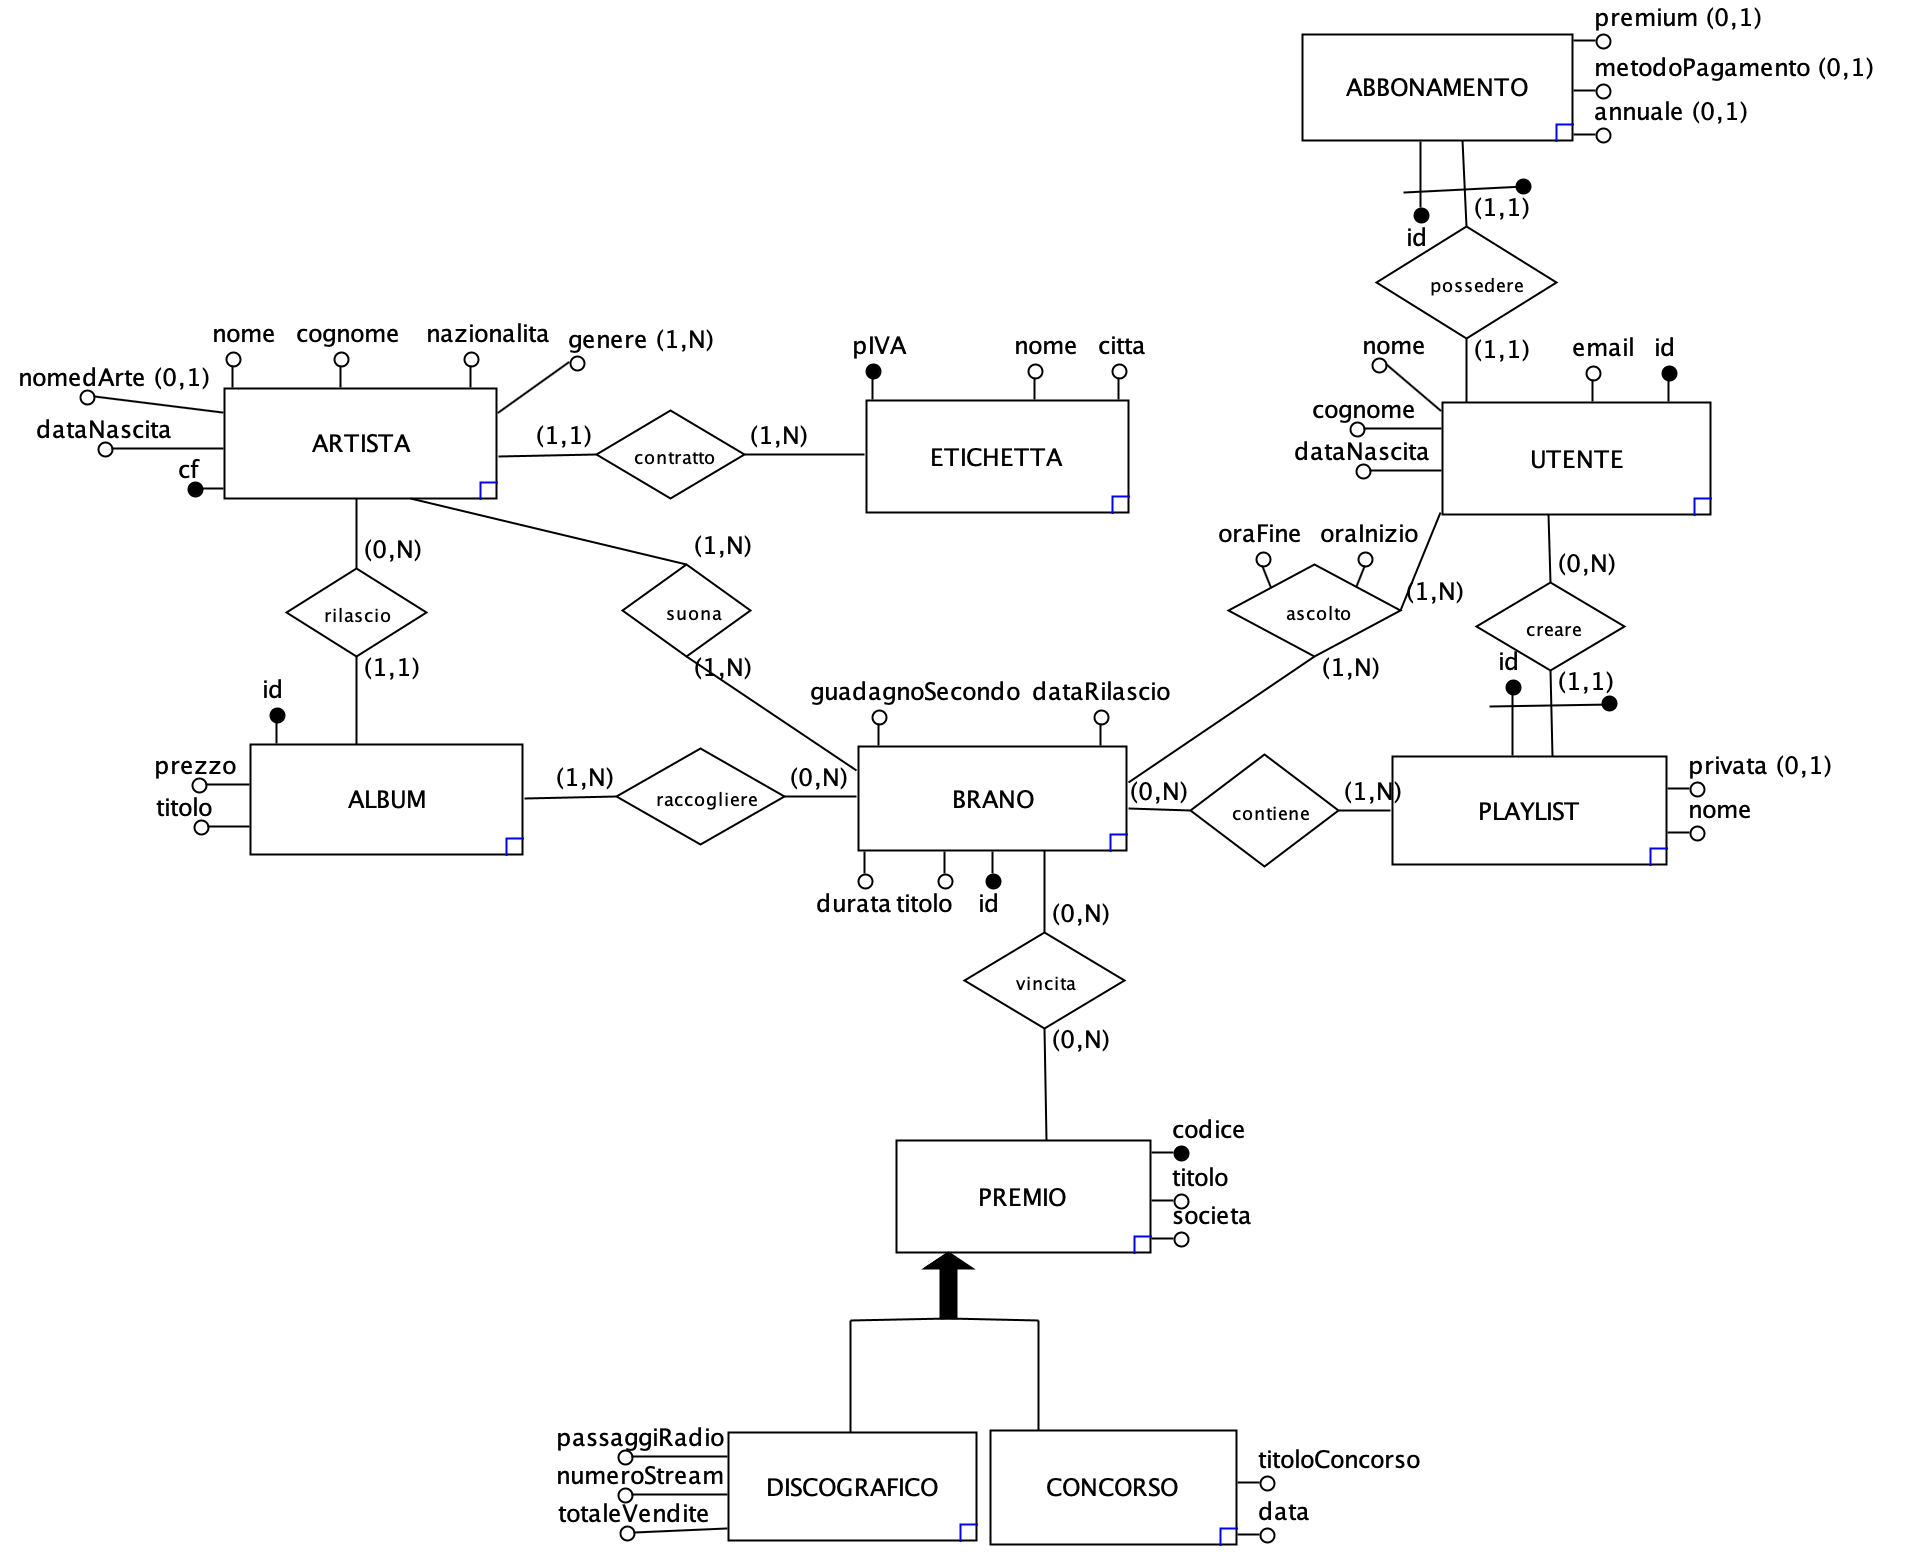 premium (0,1)
ABBONAMENTO
metodoPagamento (0,1)
annuale (0,1)
(1,1)
id
possedere
(1,1)
nome
cognome
nazionalita
genere (1,N)
nomedArte (0,1)
dataNascita
cf
ARTISTA
(1,1)
contratto
(1,N)
pIVA
nome
citta
ETICHETTA
nome
email
id
cognome
dataNascita
UTENTE
(0,N)
rilascio
(1,1)
(1,N)
suona
(1,N)
oraFine
oraInizio
ascolto
(1,N)
(1,N)
(0,N)
creare
id
(1,1)
id
prezzo
titolo
ALBUM
(1,N)
raccogliere
(0,N)
guadagnoSecondo
dataRilascio
BRANO
durata
titolo
id
(0,N)
contiene
(1,N)
PLAYLIST
privata (0,1)
nome
(0,N)
vincita
(0,N)
PREMIO
codice
titolo
societa
passaggiRadio
numeroStream
totaleVendite
DISCOGRAFICO
CONCORSO
titoloConcorso
data